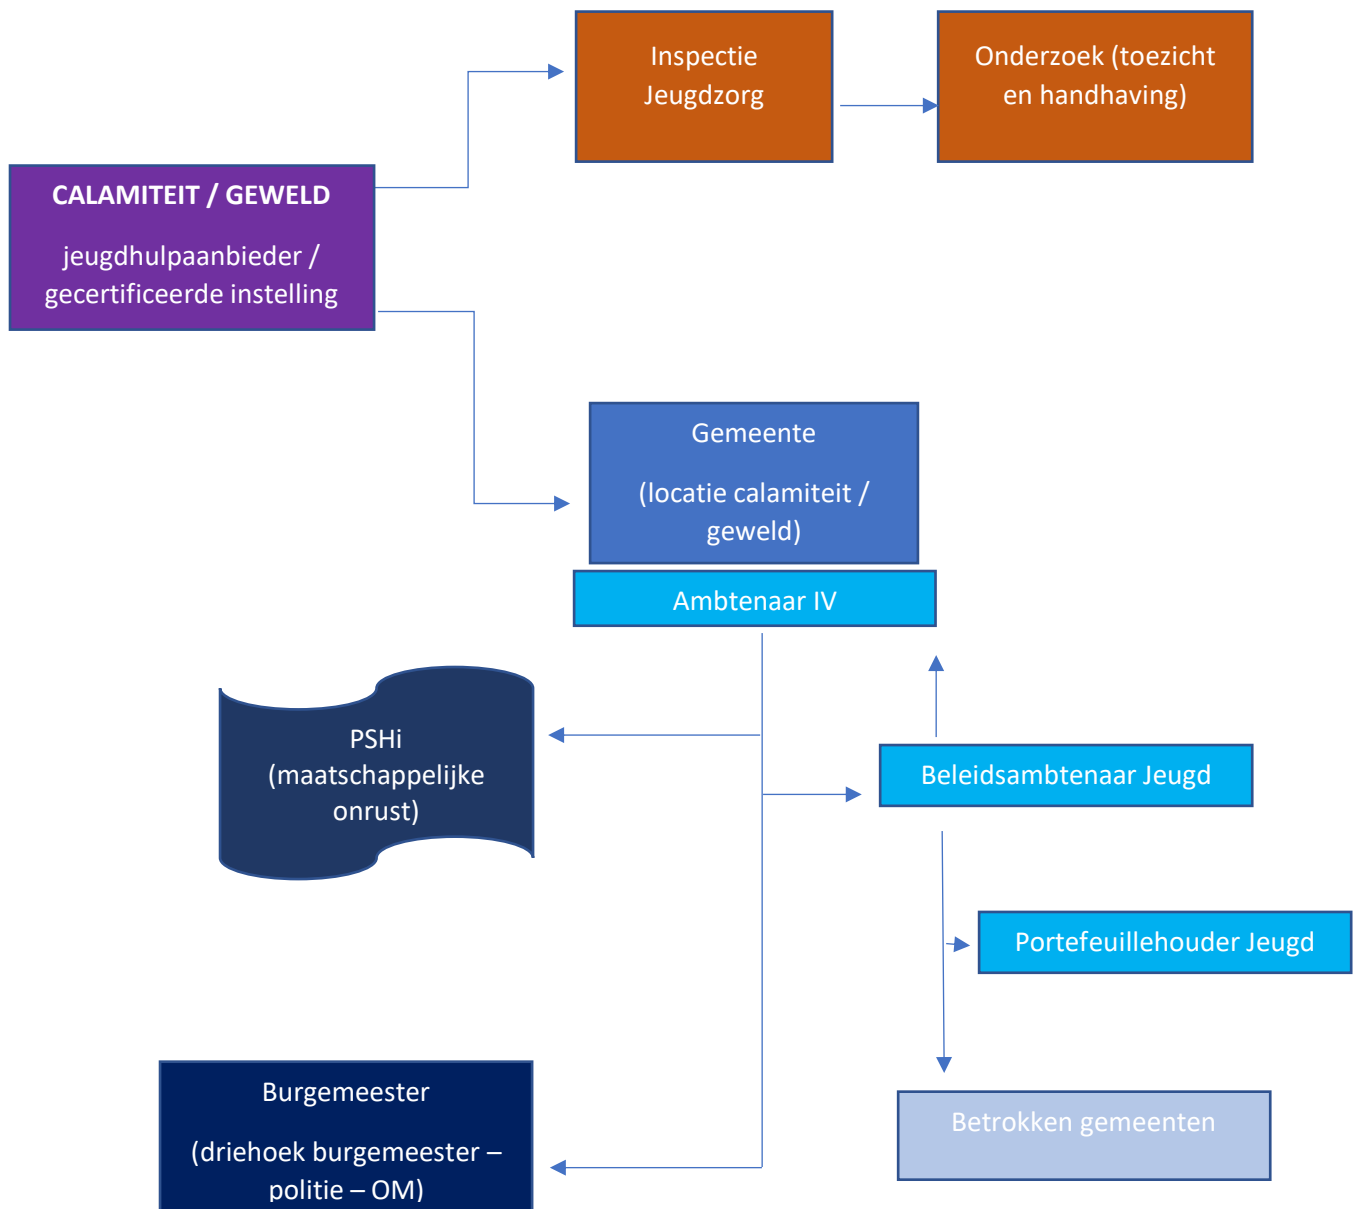 Inspectie
Jeugdzorg
Onderzoek (toezicht
en handhaving)
CALAMITEIT / GEWELD
jeugdhulpaanbieder /
gecertificeerde instelling
Gemeente
(locatie calamiteit /
geweld)
Ambtenaar IV
PSHi
(maatschappelijke
onrust)
Beleidsambtenaar Jeugd
Portefeuillehouder Jeugd
Burgemeester
(driehoek burgemeester –
politie – OM)
Betrokken gemeenten